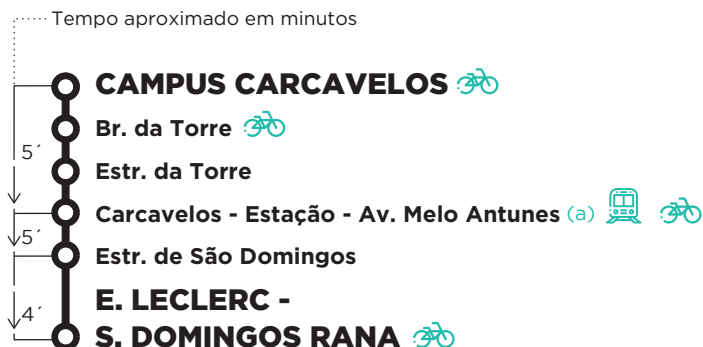 Tempo aproximado em minutos
CAMPUS CARCAVELOS
Br. da Torre
5´
Estr. da Torre
Carcavelos - Estação - Av. Melo Antunes (a)
5´
Estr. de São Domingos
E. LECLERC -
4´
S. DOMINGOS RANA